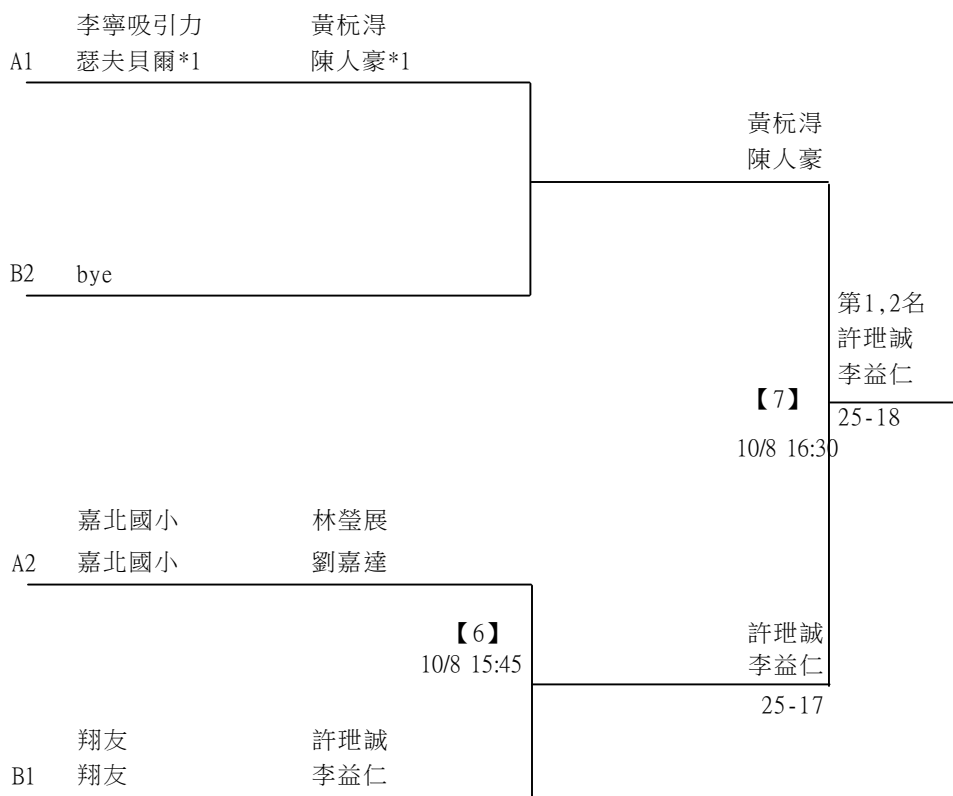 李寧吸引力 黃杬淂
A1 瑟夫貝爾*1 陳人豪*1
黃杬淂
陳人豪
B2 bye
第1,2名
許玴誠
李益仁
【7】
25-18
10/8 16:30
嘉北國小 林瑩展
A2 嘉北國小 劉嘉達
【6】 許玴誠
10/8 15:45 李益仁
25-17
翔友 許玴誠
B1 翔友 李益仁